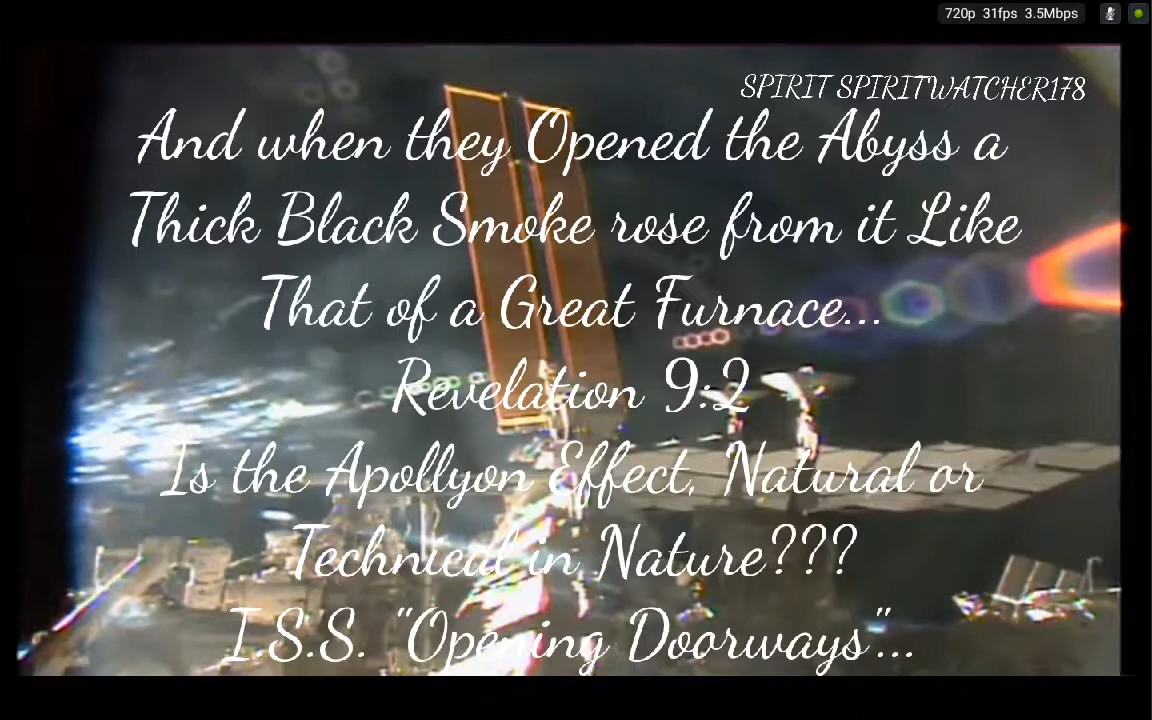 720p 31fps 3.5Mbps
SPIRIT SPIRITWATCHER178
And when they Opened the Abyss a
Thick Black Smoke rose from it Like
That of a Great Furnace...
Revelation 9:2
Is the Apollyon Effect, Natural or
Technical in Nature???
I.S.S. "Opening Doorways"...